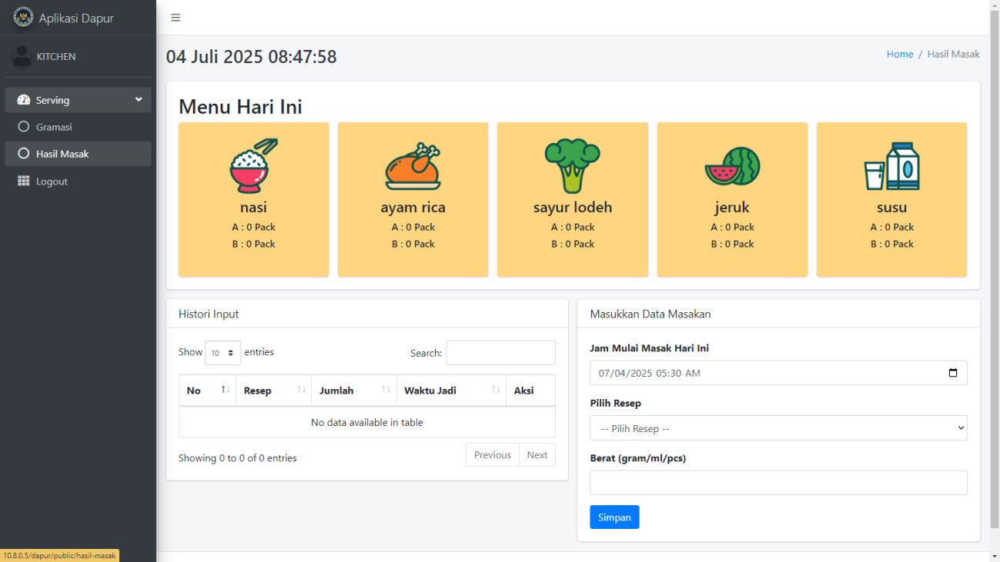 Aplikasi Dapur
KITCHEN
Serving
Gramasi
Hasil Masak
Logout
04 Juli 2025 08:47:58
Home / Hasil Masak
Menu Hari Ini
nasi
A : 0 Pack
B : 0 Pack
ayam rica
A : 0 Pack
B : 0 Pack
sayur lodeh
A : 0 Pack
B : 0 Pack
jeruk
A : 0 Pack
B : 0 Pack
susu
A : 0 Pack
B : 0 Pack
Histori Input
Show 10 entries
Search:
No Resep Jumlah Waktu Jadi Aksi
No data available in table
Showing 0 to 0 of 0 entries
Previous Next
Masukkan Data Masakan
Jam Mulai Masak Hari Ini
07/04/2025 05:30 AM
Pilih Resep
-- Pilih Resep --
Berat (gram/ml/pcs)
Simpan
10.8.0.5/dapur/public/hasil-masak